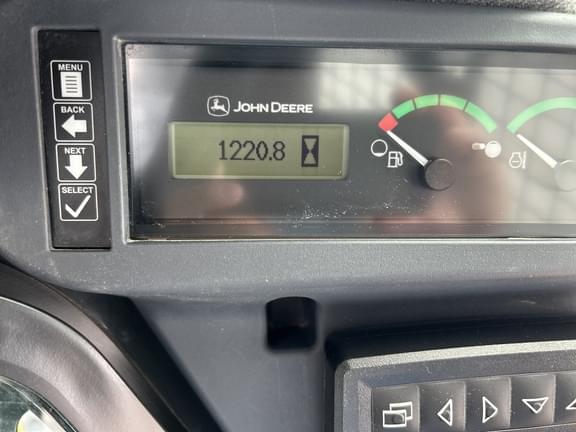 MENU
BACK
NEXT
SELECT
JOHN DEERE
1220.8